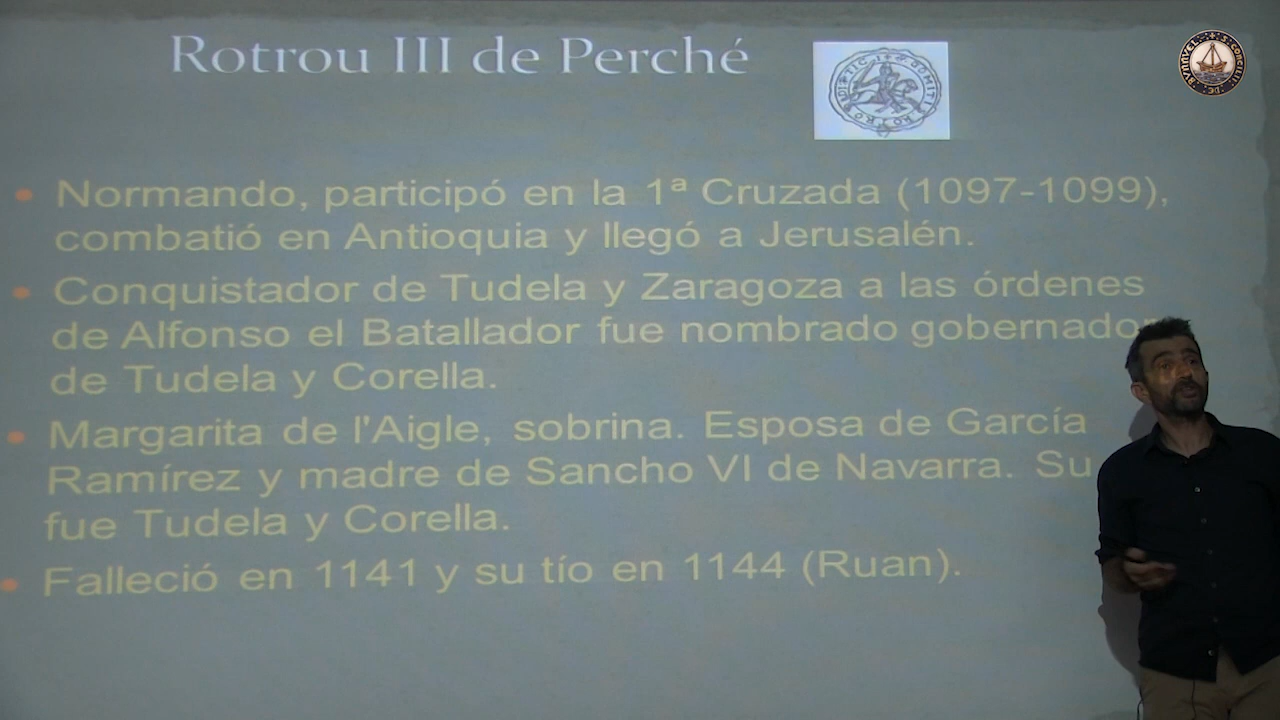 Rotrou III de Perché
Normando, participó en la 1ª Cruzada (1097-1099),
combatió en Antioquia y llegó a Jerusalén.
Conquistador de Tudela y Zaragoza a las órdenes
de Alfonso el Batallador fue nombrado gobernador
de Tudela y Corella.
Margarita de l'Aigle, sobrina. Esposa de García
Ramírez y madre de Sancho VI de Navarra. Su
fue Tudela y Corella.
Falleció en 1141 y su tío en 1144 (Ruan).